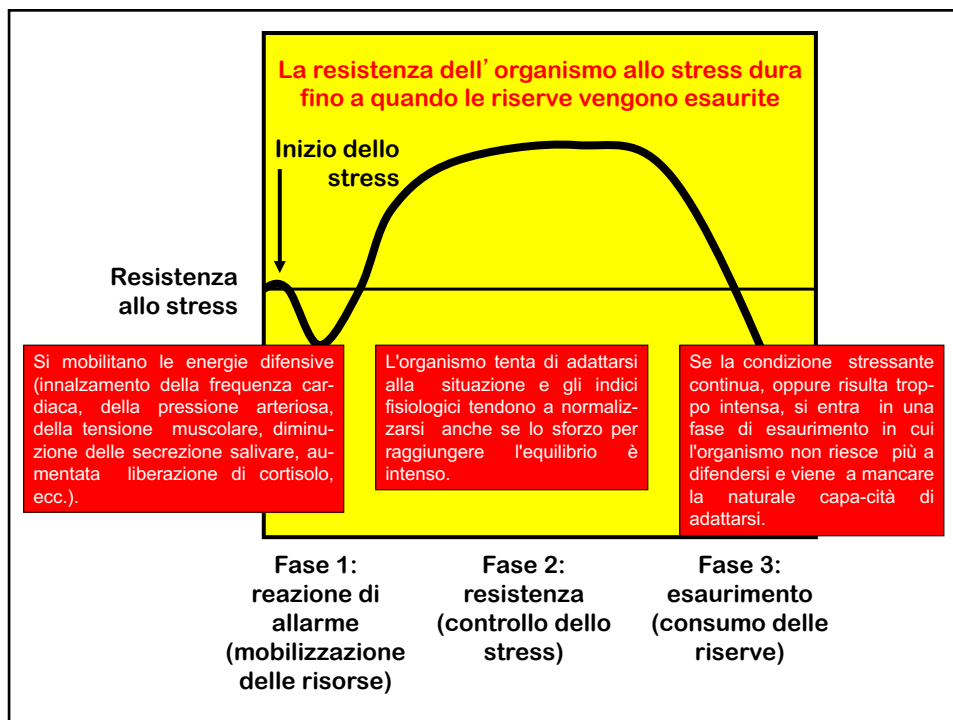 La resistenza dell’ organismo allo stress dura
fino a quando le riserve vengono esaurite
Inizio dello
stress
Resistenza
allo stress
Si mobilitano le energie difensive
(innalzamento della frequenza car-
diaca, della pressione arteriosa,
della tensione muscolare, diminu-
zione delle secrezione salivare, au-
mentata liberazione di cortisolo,
ecc.).
L'organismo tenta di adattarsi
alla situazione e gli indici
fisiologici tendono a normaliz-
zarsi anche se lo sforzo per
raggiungere l'equilibrio è
intenso.
Se la condizione stressante
continua, oppure risulta trop-
ppo intensa, si entra in una
fase di esaurimento in cui
l'organismo non riesce più a
difendersi e viene a mancare
la naturale capa-cità di
adattarsi.
Fase 1:
reazione di
allarme
(mobilizzazione
delle risorse)
Fase 2:
resistenza
(controllo dello
stress)
Fase 3:
esaurimento
(consumo delle
riserve)